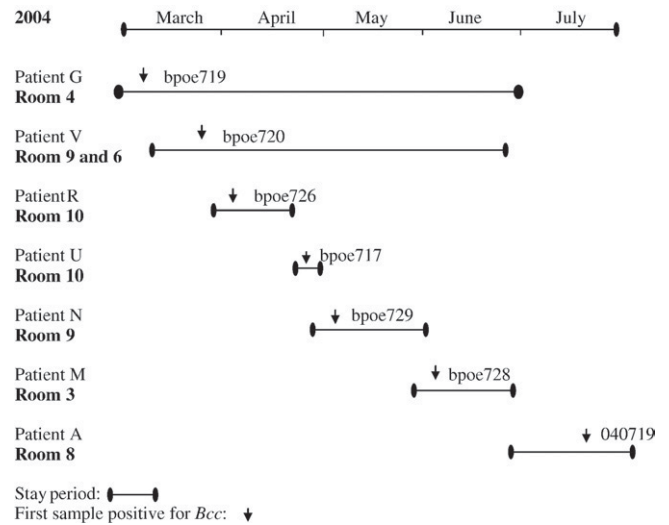 2004 March April May June July
Patient G bpoe719
Room 4
Patient V bpoe720
Room 9 and 6
Patient R bpoe726
Room 10
Patient U bpoe717
Room 10
Patient N bpoe729
Room 9
Patient M bpoe728
Room 3
Patient A 040719
Room 8
Stay period:
First sample positive for Bcc: